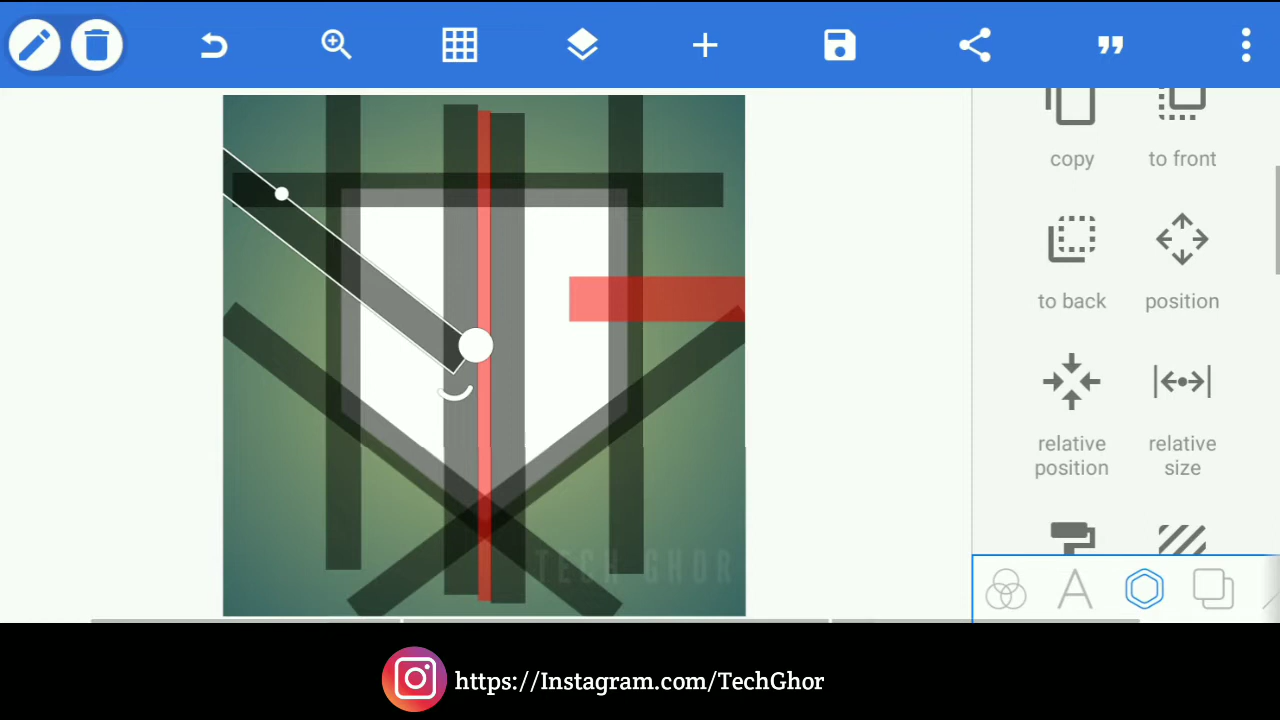 copy
to front
to back
position
relative
position
relative
size
TECH GHOR
https://Instagram.com/TechGhor